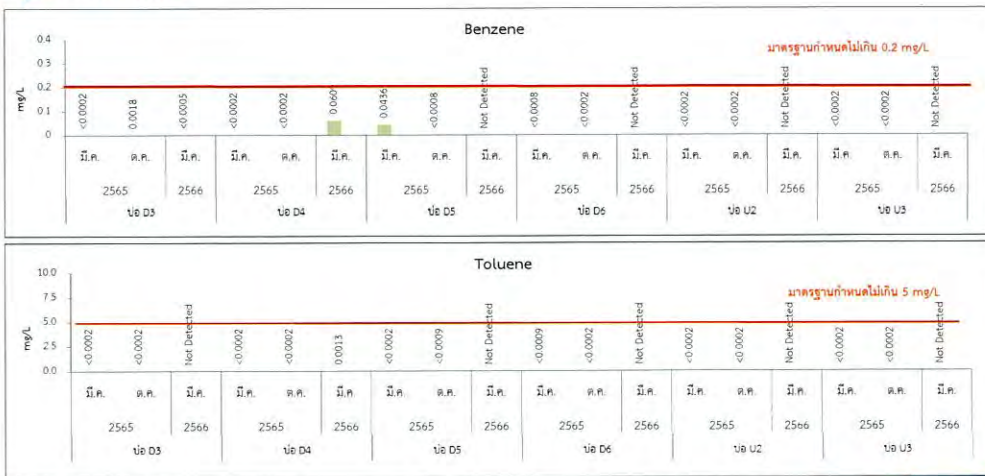 Benzene
มาตรฐานกำหนดไม่เกิน 0.2 mg/L
mg/L
0.4
0.3
0.2
0.1
0
<0.0002 0.0018 <0.0005 <0.0002 <0.0002 0.0609 0.0436 <0.0008 Not Detected <0.0008 <0.0002 Not Detected <0.0002 <0.0002 Not Detected <0.0002 <0.0002 Not Detected
มี.ค. ต.ค. มี.ค. มี.ค. ต.ค. มี.ค. มี.ค. ต.ค. มี.ค. มี.ค. ต.ค. มี.ค. มี.ค. ต.ค. มี.ค. มี.ค. ต.ค. มี.ค.
2565 2566 2565 2566 2565 2566 2565 2566 2565 2566 2565 2566
บ่อ D3 บ่อ D4 บ่อ D5 บ่อ D6 บ่อ U2 บ่อ U3
Toluene
มาตรฐานกำหนดไม่เกิน 5 mg/L
mg/L
10.0
7.5
5.0
2.5
0.0
<0.0002 <0.0002 Not Detected <0.0002 <0.0002 0.0013 <0.0002 <0.0009 Not Detected <0.0009 <0.0002 Not Detected <0.0002 <0.0002 Not Detected <0.0002 <0.0002 Not Detected
มี.ค. ต.ค. มี.ค. มี.ค. ต.ค. มี.ค มี.ค. ต.ค. มี.ค. มี.ค. ต.ค. มี.ค. มี.ค. ต.ค. มี.ค. มี.ค. ต.ค. มี.ค.
2565 2566 2565 2566 2565 2566 2565 2566 2565 2566 2565 2566
บ่อ D3 บ่อ D4 บ่อ D5 บ่อ D6 บ่อ U2 บ่อ U3